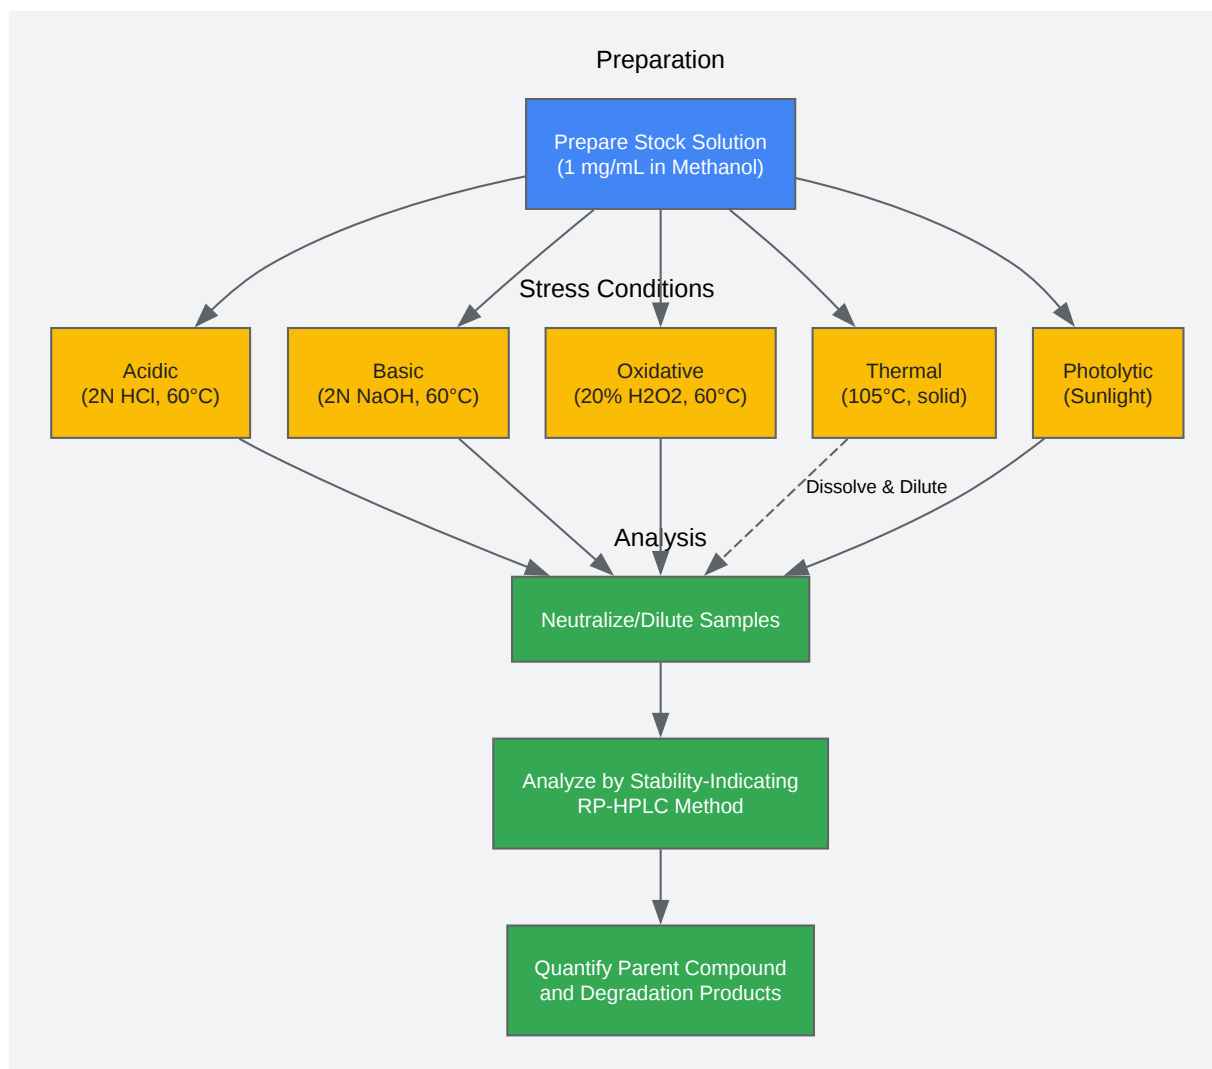 Preparation
Prepare Stock Solution
(1 mg/mL in Methanol)
Stress Conditions
Acidic
(2N HCl, 60°C)
Basic
(2N NaOH, 60°C)
Oxidative
(20% H2O2, 60°C)
Thermal
(105°C, solid)
Photolytic
(Sunlight)
Dissolve & Dilute
Analysis
Neutralize/Dilute Samples
Analyze by Stability-Indicating
RP-HPLC Method
Quantify Parent Compound
and Degradation Products